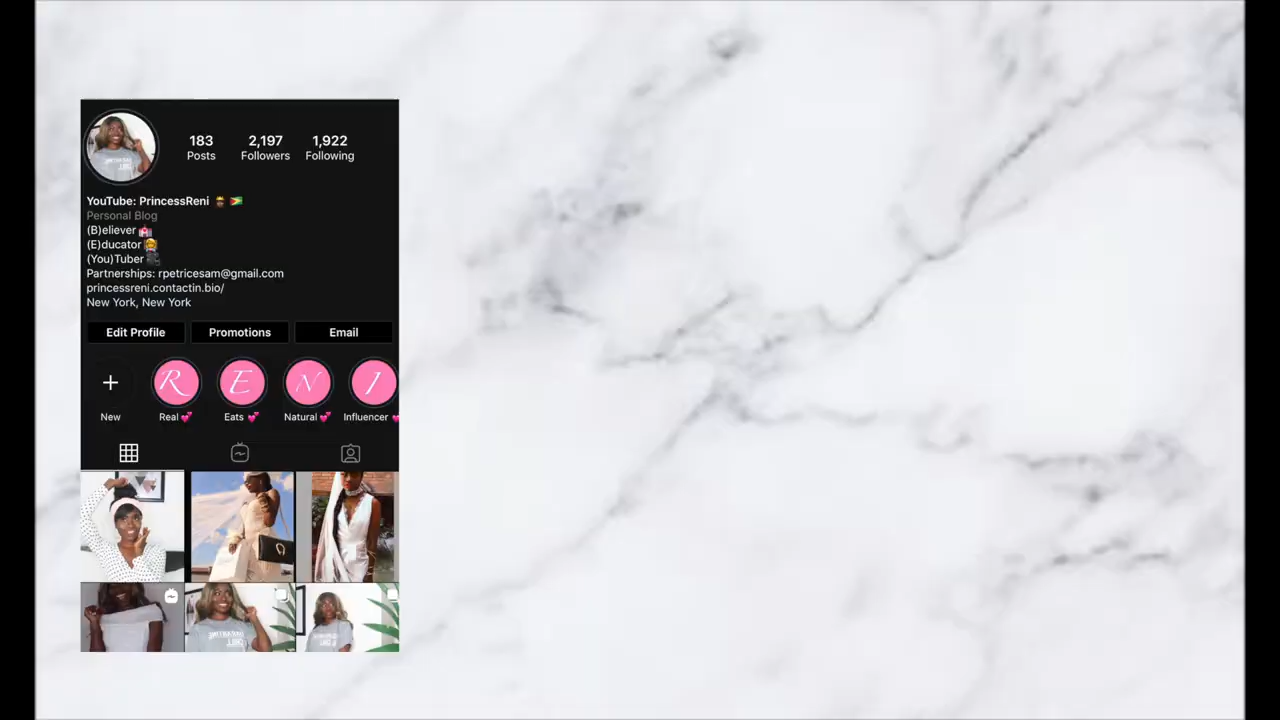 183 2,197 1,922
Posts Followers Following
YouTube: PrincessReni
Personal Blog
(B)eliever
(E)ducator
(You)Tuber
Partnerships: rpetricesam@gmail.com
princessreni.contactin.bio/
New York, New York
Edit Profile Promotions Email
R E N I
New Real Eats Natural Influencer